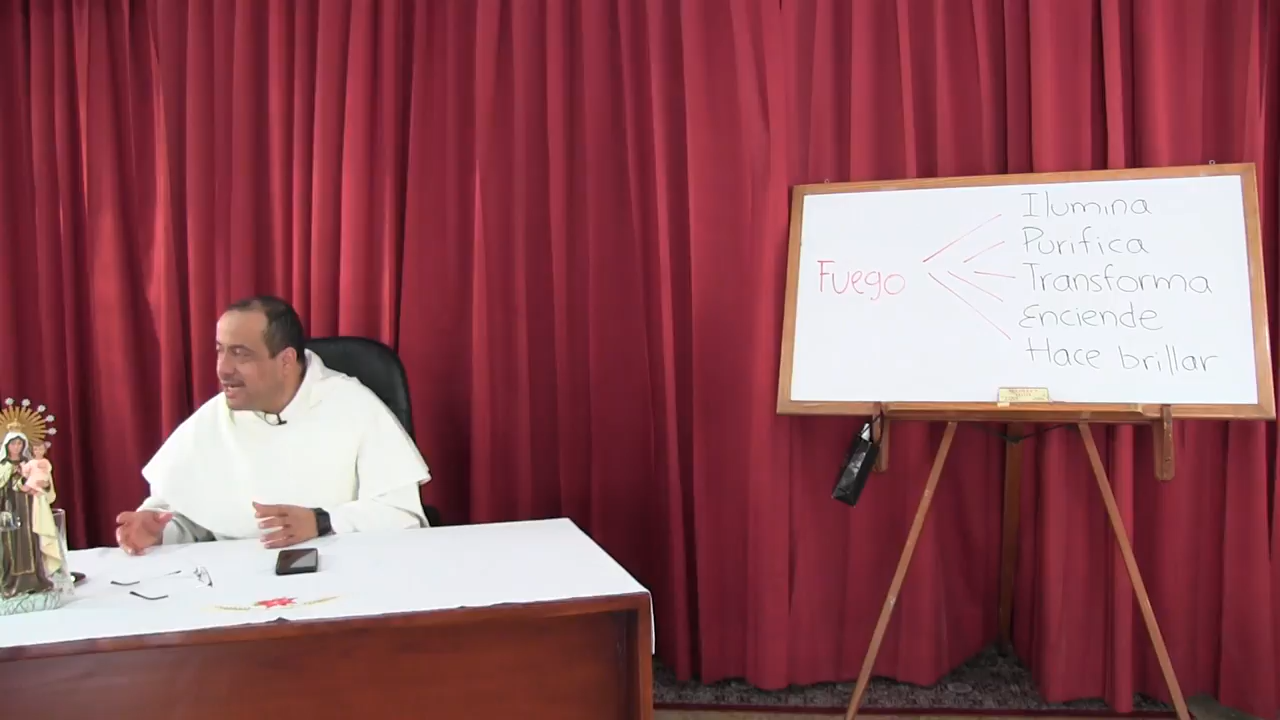 Fuego
Ilumina
Purifica
Transforma
Enciende
Hace brillar